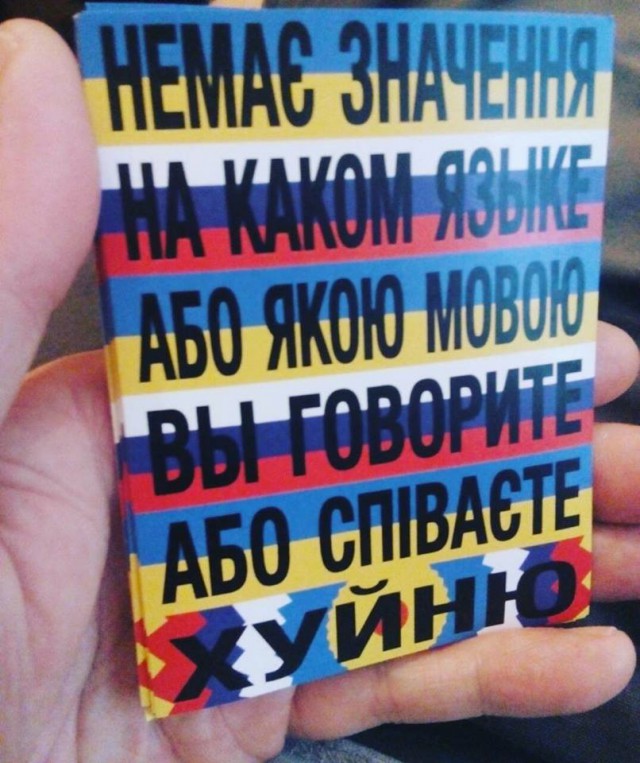 НЕМАЄ ЗНАЧЕННЯ
НА КАКОМ ЯЗЫКЕ
АБО ЯКОЮ МОВОЮ
ВЫ ГОВОРИТЕ
АБО СПІВАЄТЕ
ХУЙНЮ